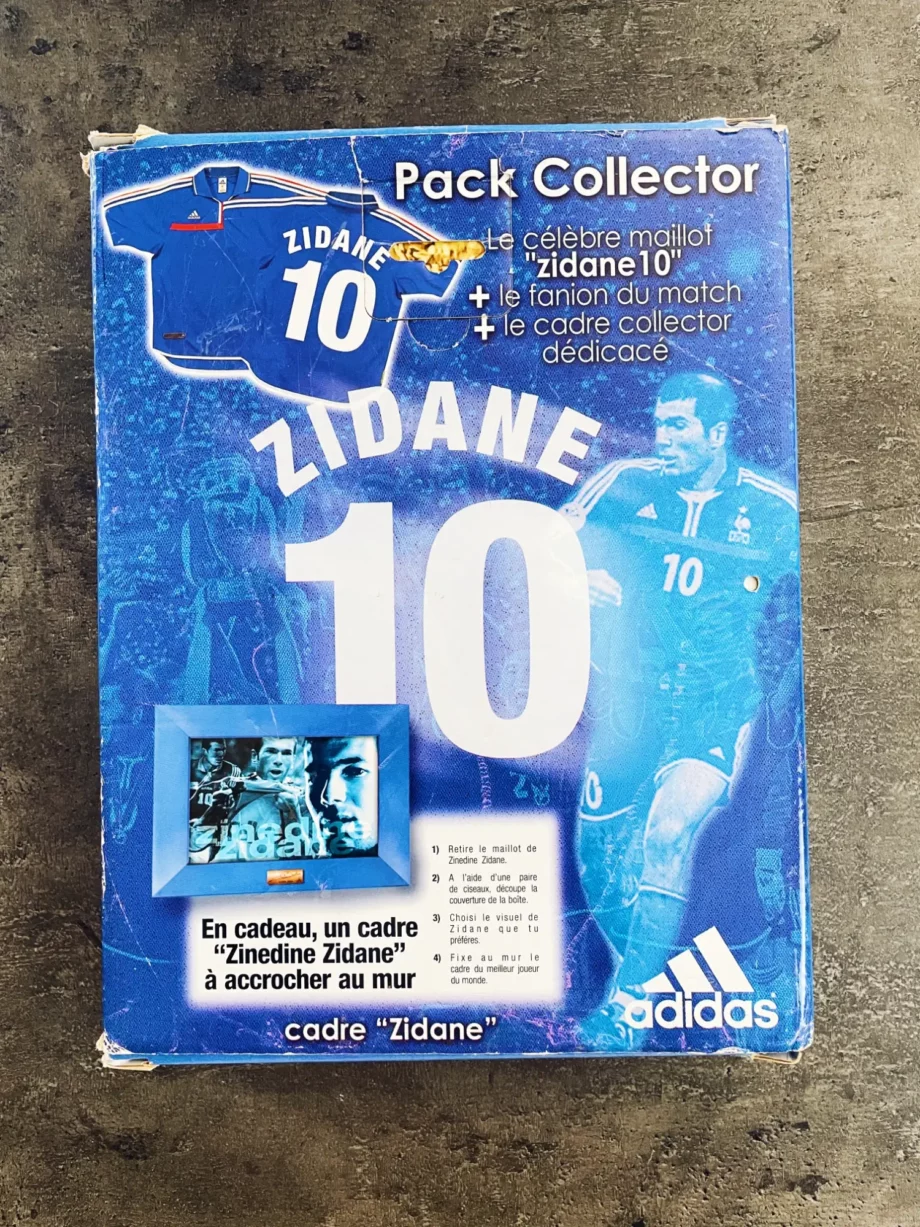 Pack Collector
Le célèbre maillot
"zidane10"
+ le fanion du match
+ le cadre collector
dédicacé
ZIDANE
10
ZIDANE
10
10
10
zinedine
zidane
1) Retire le maillot de
Zinedine Zidane.
2) A l'aide d'une paire
de ciseaux, découpe la
couverture de la boîte.
3) Choisi le visuel de
Zidane que tu
préfères.
4) Fixe au mur le
cadre du meilleur joueur
du monde.
En cadeau, un cadre
“Zinedine Zidane”
à accrocher au mur
cadre “Zidane”
adidas